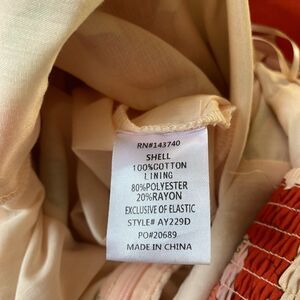 RN#143740
SHELL
100%COTTON
LINING
80%POLYESTER
20%RAYON
EXCLUSIVE OF ELASTIC
STYLE# AY229D
PO#20689
MADE IN CHINA